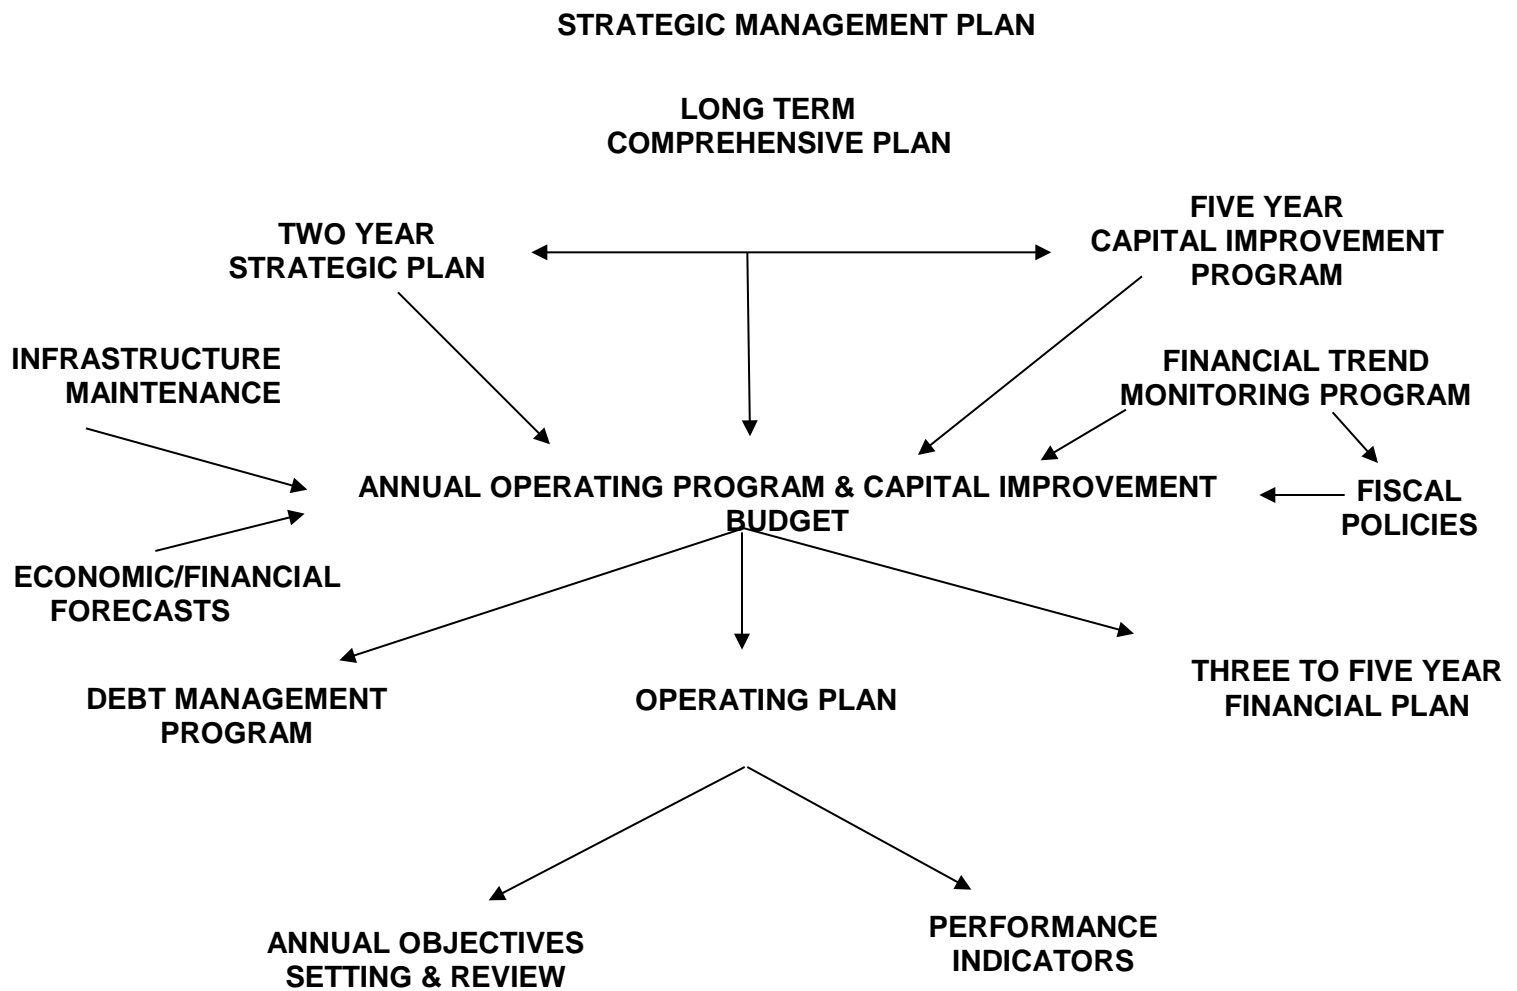 STRATEGIC MANAGEMENT PLAN
LONG TERM
COMPREHENSIVE PLAN
TWO YEAR
STRATEGIC PLAN
FIVE YEAR
CAPITAL IMPROVEMENT
PROGRAM
INFRASTRUCTURE
MAINTENANCE
FINANCIAL TREND
MONITORING PROGRAM
ANNUAL OPERATING PROGRAM & CAPITAL IMPROVEMENT
BUDGET
FISCAL
POLICIES
ECONOMIC/FINANCIAL
FORECASTS
DEBT MANAGEMENT
PROGRAM
OPERATING PLAN
THREE TO FIVE YEAR
FINANCIAL PLAN
ANNUAL OBJECTIVES
SETTING & REVIEW
PERFORMANCE
INDICATORS